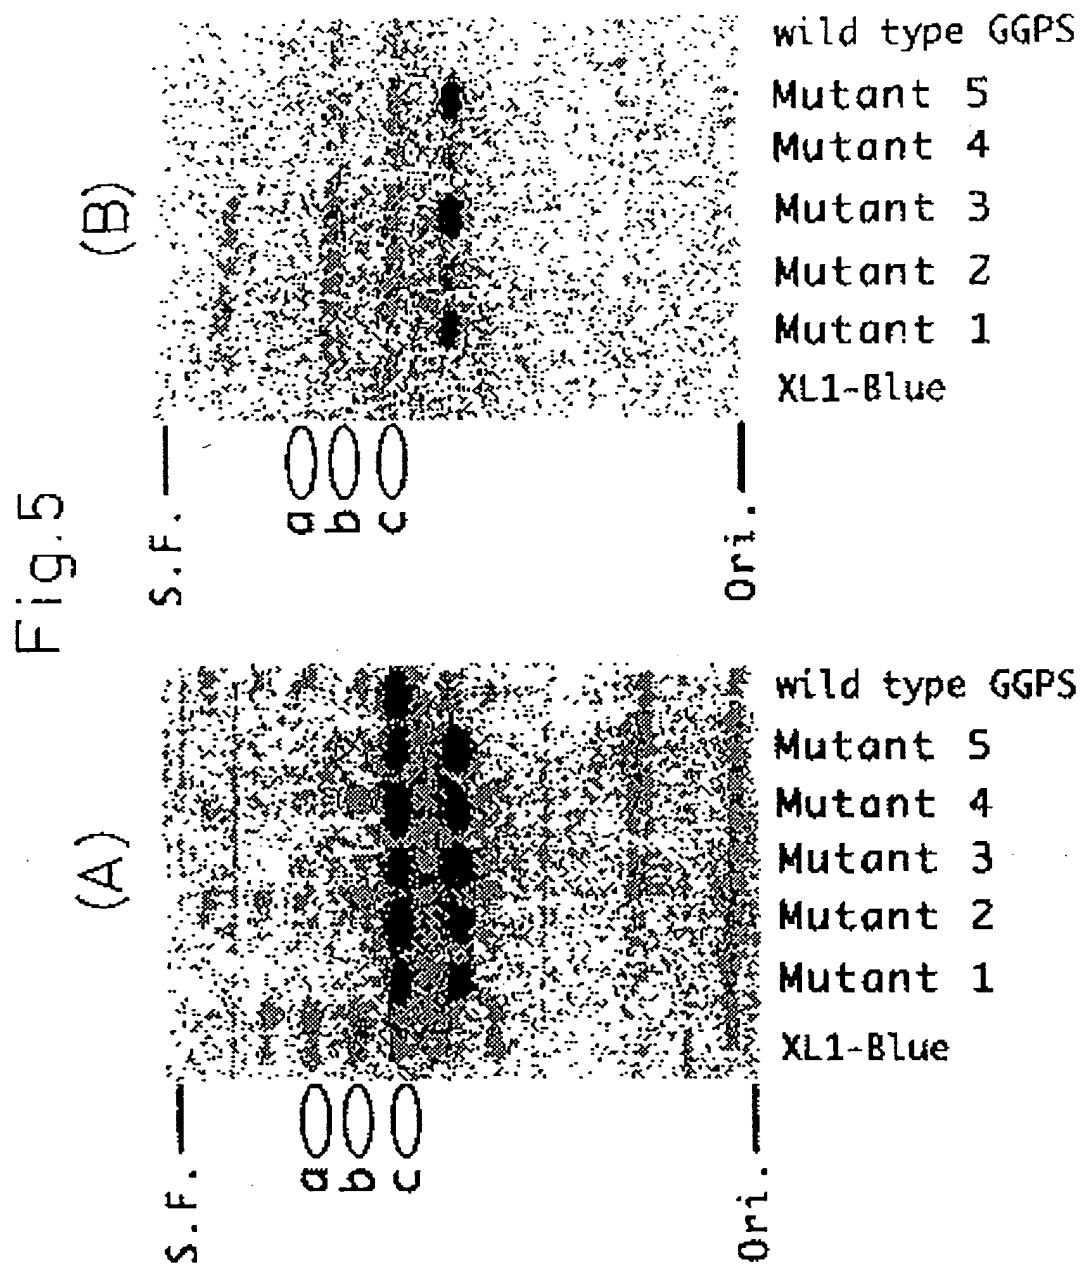 Fig.5
(A)
S.F.
a
b
c
Ori.
XL1-Blue
Mutant 1
Mutant 2
Mutant 3
Mutant 4
Mutant 5
wild type GGPS
(B)
S.F.
a
b
c
Ori.
XL1-Blue
Mutant 1
Mutant 2
Mutant 3
Mutant 4
Mutant 5
wild type GGPS